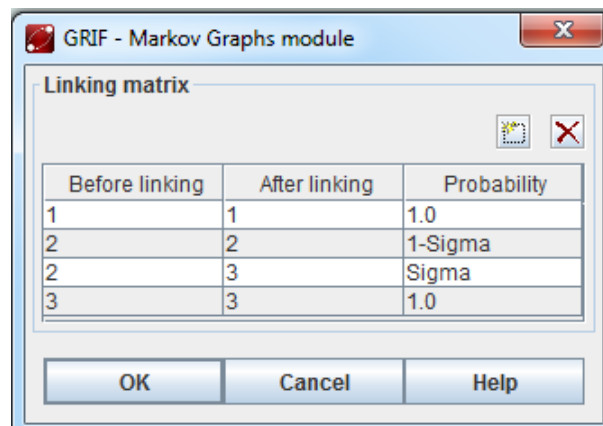 GRIF - Markov Graphs module
Linking matrix
Before linking After linking Probability
1 1 1.0
2 2 1-Sigma
2 3 Sigma
3 3 1.0
OK Cancel Help